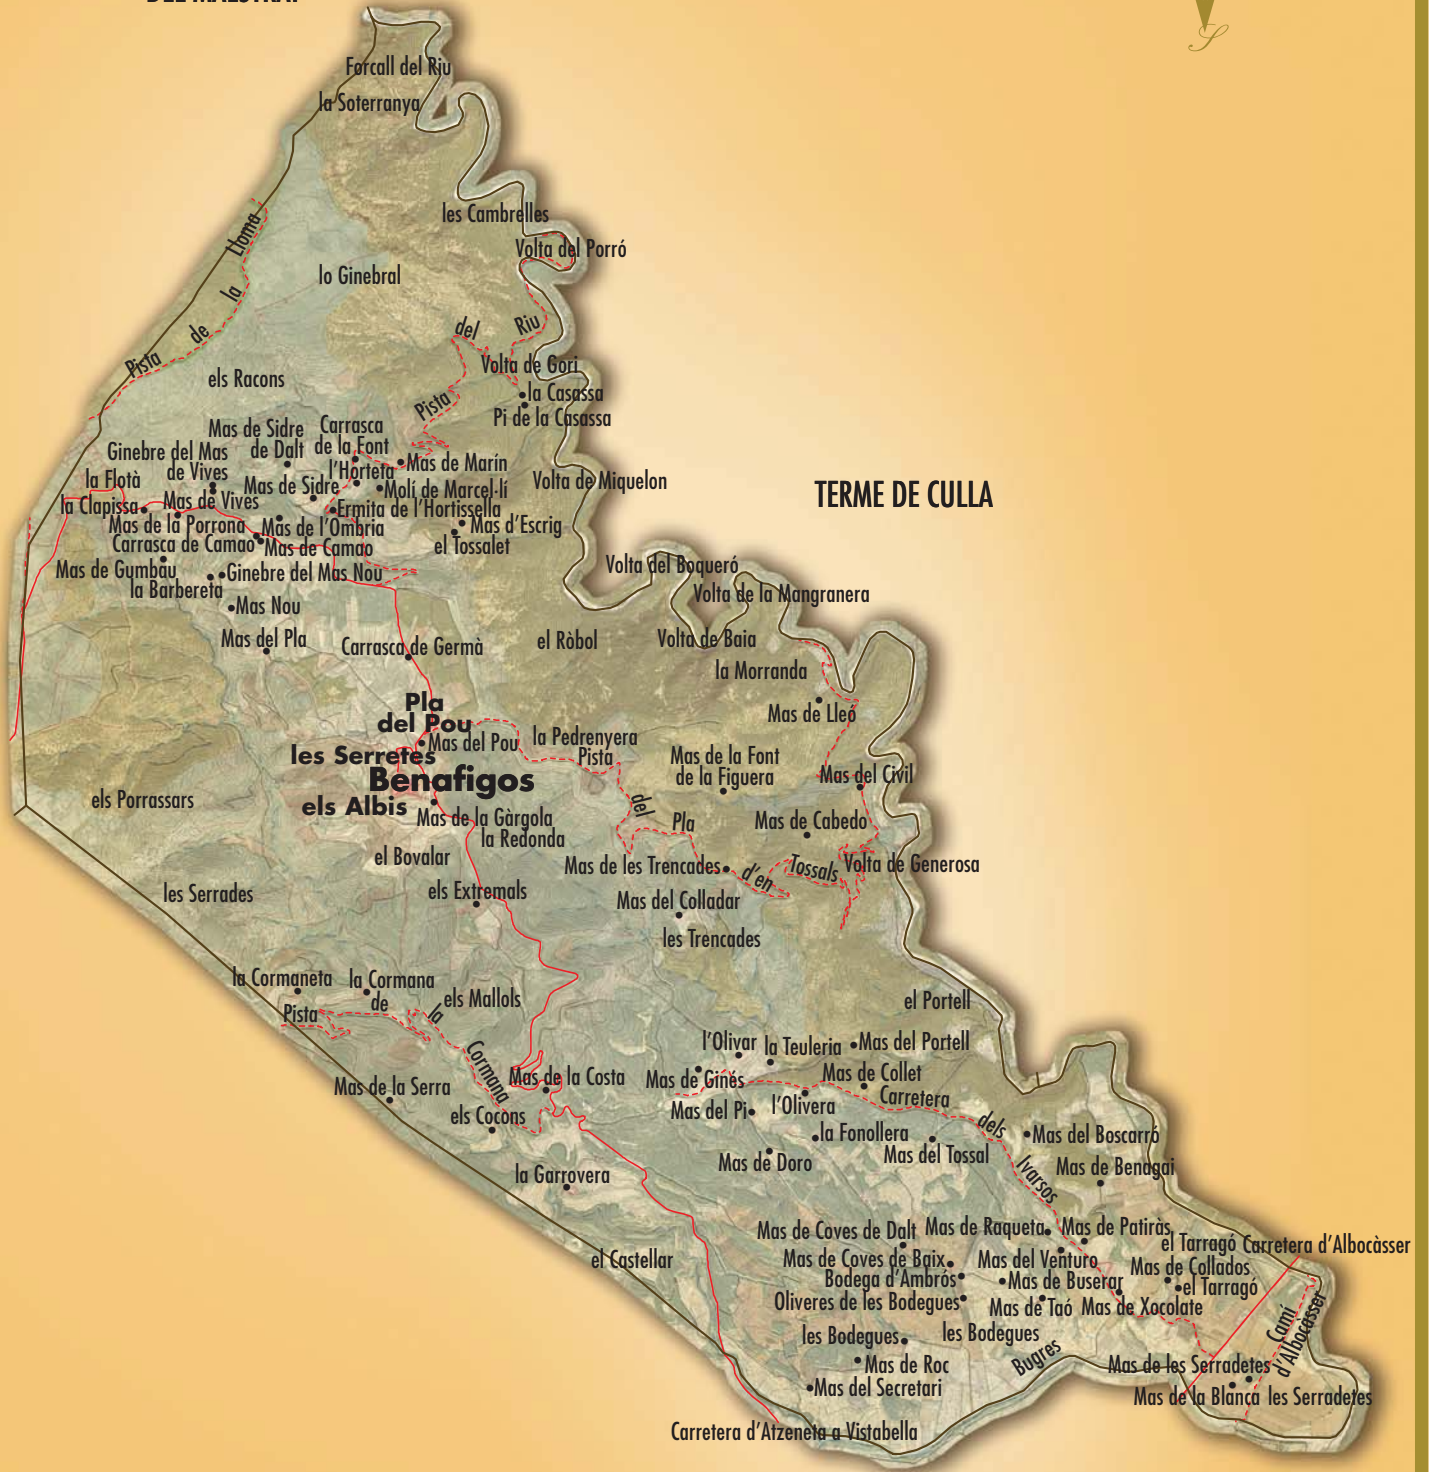 DEL MAESTRAT
S
Forcall del Riu
la Soterranya
les Cambrelles
Volta del Porró
Pista de la Lloma
lo Ginebral
Pista del Riu
Volta de Gori
els Racons
la Casassa
Pi de la Casassa
Mas de Sidre
de Dalt
Carrasca
de la Font
Ginebre del Mas
de Vives
l'Horteta
Mas de Marín
la Flotà
Mas de Sidre
Molí de Marcel·lí
Volta de Miquelon
TERME DE CULLA
la Clapissa
Mas de Vives
Ermita de l'Hortissella
Mas de la Porrona
Mas de l'Ombria
Mas d'Escrig
Carrasca de Camao
Mas de Camao
el Tossalet
Mas de Gumbau
Ginebre del Mas Nou
la Barbereta
Volta del Boqueró
Volta de la Mangranera
Mas Nou
Mas del Pla
Carrasca de Germà
el Ròbol
Volta de Baia
la Morranda
Pla
del Pou
Mas de Lleó
Mas del Pou
la Pedrenyera
les Serretes
Mas de la Font
de la Figuera
Benafigos
Mas del Civil
els Porrassars
els Albis
Pista del Pla d'en Tossals
Mas de la Gàrgola
Mas de Cabedo
la Redonda
el Bovalar
Mas de les Trencades
Volta de Generosa
les Serrades
els Extremals
Mas del Colladar
les Trencades
la Cormaneta
la Cormana
els Mallols
el Portell
Pista de la Cormana
l'Olivar
la Teuleria
Mas del Portell
Mas de la Serra
Mas de la Costa
Mas de Ginés
Mas de Collet
els Cocons
Mas del Pi
l'Olivera
Carretera dels Ivarsos
la Fonollera
Mas del Boscarró
Mas de Doro
Mas del Tossal
Mas de Benagai
la Garrovera
Mas de Coves de Dalt
Mas de Raqueta
Mas de Patiràs
el Tarragó
Carretera d'Albocàsser
el Castellar
Mas de Coves de Baix
Mas del Venturo
Mas de Collados
Bodega d'Ambrós
Mas de Buserar
el Tarragó
Oliveres de les Bodegues
Mas de Taó
Mas de Xocolate
les Bodegues
les Bodegues
Camí
d'Albocàsser
Bugres
Mas de Roc
Mas de les Serradetes
Mas del Secretari
Mas de la Blanca
les Serradetes
Carretera d'Atzeneta a Vistabella